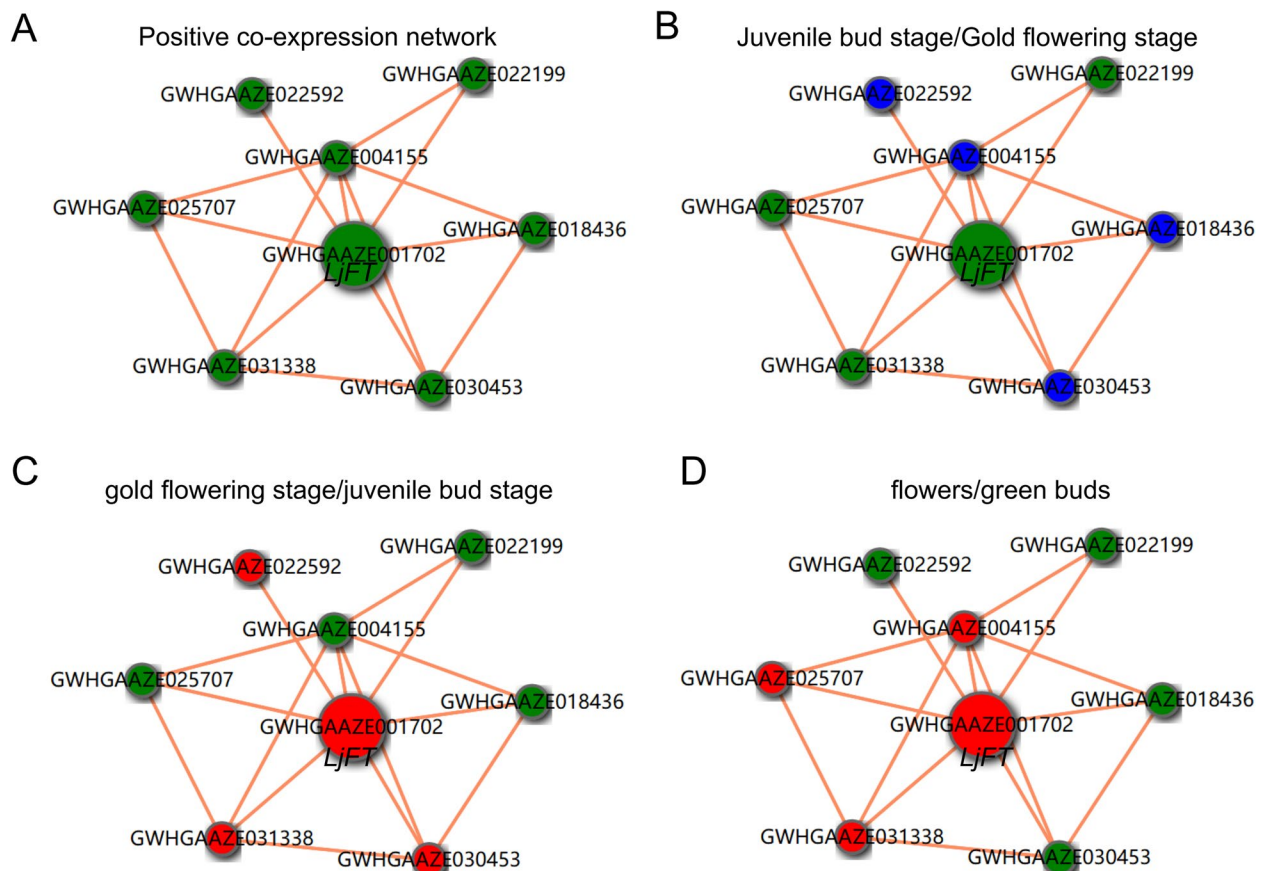 A
Positive co-expression network
GWHGAAZE022199
GWHGAAZE022592
GWHGAAZE004155
GWHGAAZE025707
GWHGAAZE018436
GWHGAAZE001702
LjFT
GWHGAAZE031338
GWHGAAZE030453
B
Juvenile bud stage/Gold flowering stage
GWHGAAZE022199
GWHGAAZE022592
GWHGAAZE004155
GWHGAAZE025707
GWHGAAZE018436
GWHGAAZE001702
LjFT
GWHGAAZE031338
GWHGAAZE030453
C
gold flowering stage/juvenile bud stage
GWHGAAZE022199
GWHGAAZE022592
GWHGAAZE004155
GWHGAAZE025707
GWHGAAZE018436
GWHGAAZE001702
LjFT
GWHGAAZE031338
GWHGAAZE030453
D
flowers/green buds
GWHGAAZE022199
GWHGAAZE022592
GWHGAAZE004155
GWHGAAZE025707
GWHGAAZE018436
GWHGAAZE001702
LjFT
GWHGAAZE031338
GWHGAAZE030453